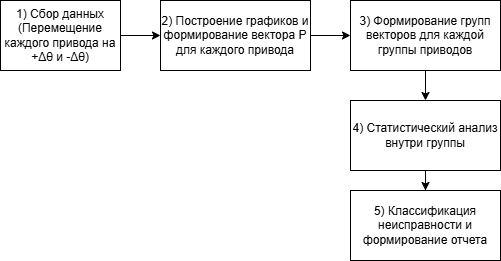 1) Сбор данных
(Перемещение
каждого привода на
+Δθ и -Δθ)
2) Построение графиков и
формирование вектора P
для каждого привода
3) Формирование групп
векторов для каждой
группы приводов
4) Статистический анализ
внутри группы
5) Классификация
неисправности и
формирование отчета